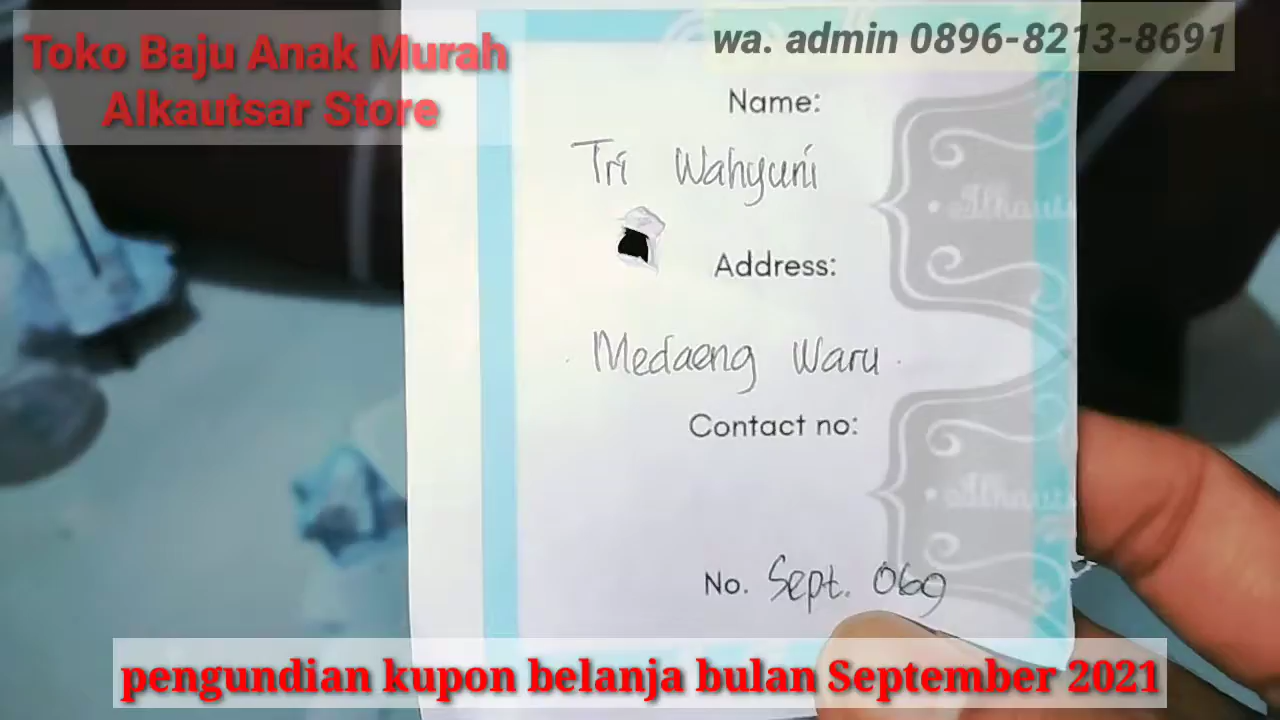 Toko Baju Anak Murah
Alkautsar Store
wa. admin 0896-8213-8691
Name:
Tri Wahyuni
Address:
Medaeng Waru
Contact no:
No. Sept. 069
pengundian kupon belanja bulan September 2021